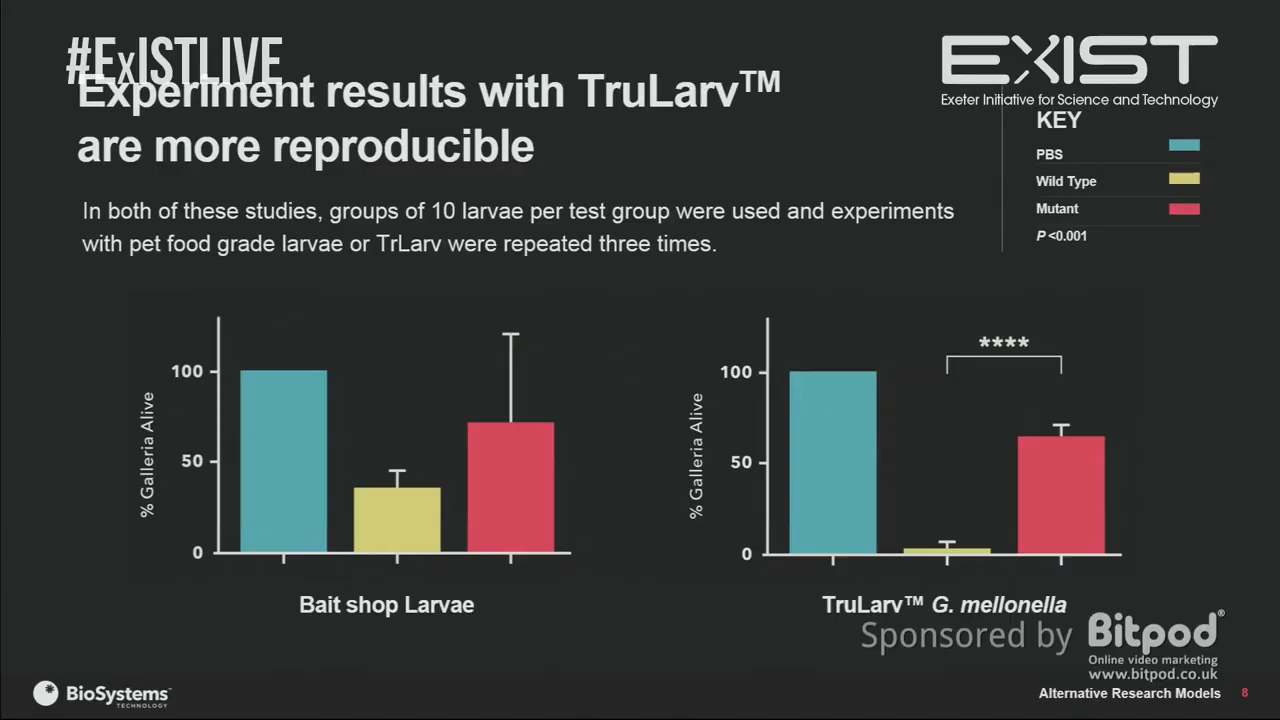 #ExISTLIVE
EXIST
Exeter Initiative for Science and Technology
Experiment results with TruLarv™
are more reproducible
In both of these studies, groups of 10 larvae per test group were used and experiments
with pet food grade larvae or TrLarv were repeated three times.
KEY
PBS
Wild Type
Mutant
P <0.001
% Galleria Alive
100
50
0
Bait shop Larvae
% Galleria Alive
100
50
0
****
TruLarv™ G. mellonella
Sponsored by Bitpod®
Online video marketing
www.bitpod.co.uk
BioSystems™
TECHNOLOGY
Alternative Research Models 8